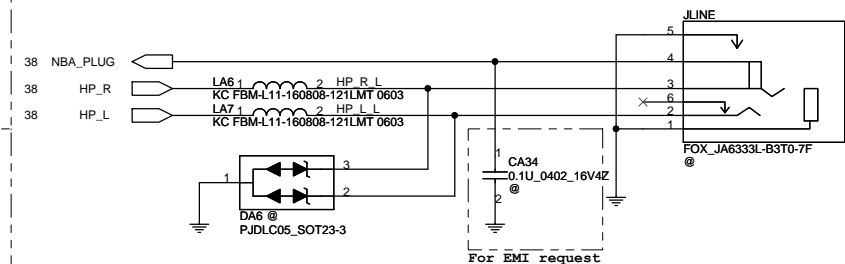 JLINE
5
38 NBA_PLUG 4
38 HP_R LA6 1 2 HP_R_L 3
KC FBM-L11-160808-121LMT 0603
6
38 HP_L LA7 1 2 HP_L_L 2
KC FBM-L11-160808-121LMT 0603
1
FOX_JA6333L-B3T0-7F
@
1 3
2
DA6 @
PJDLC05_SOT23-3
1
CA34
0.1U_0402_16V4Z
@
2
For EMI request